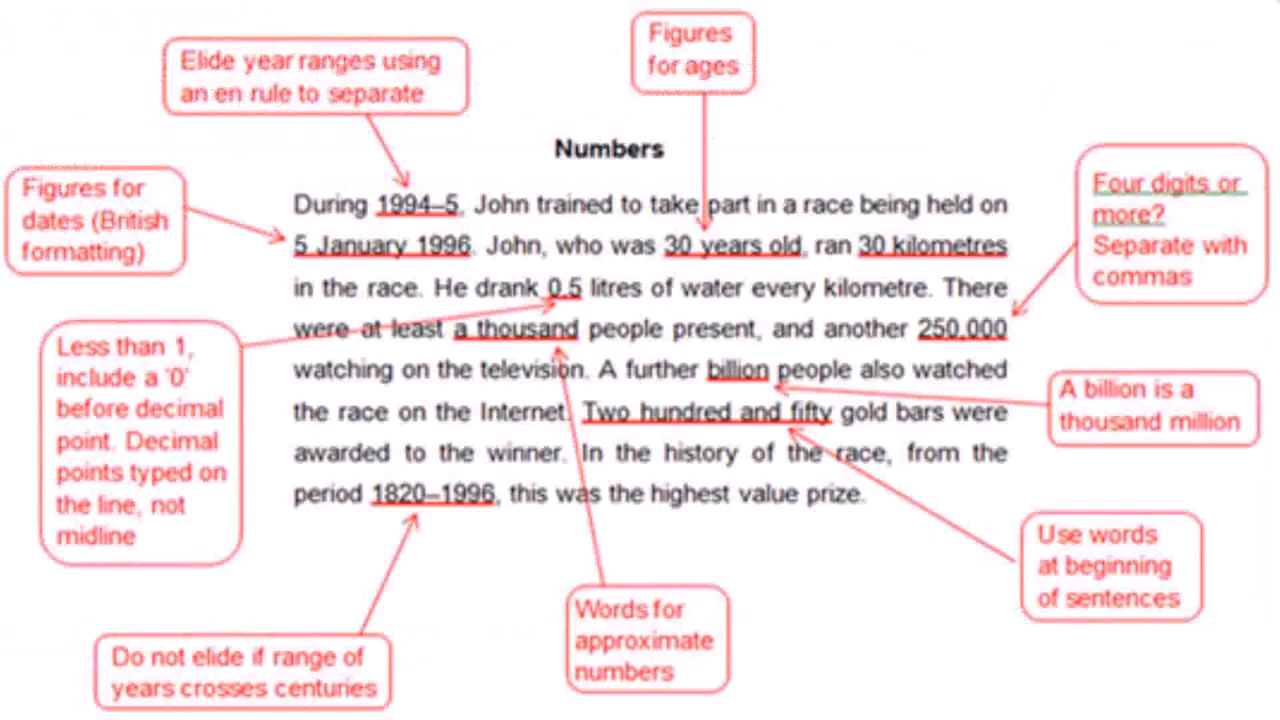 Figures
for ages
Elide year ranges using
an en rule to separate
Numbers
Figures for
dates (British
formatting)
Four digits or
more?
Separate with
commas
During 1994–5, John trained to take part in a race being held on
5 January 1996. John, who was 30 years old, ran 30 kilometres
in the race. He drank 0.5 litres of water every kilometre. There
were at least a thousand people present, and another 250,000
watching on the television. A further billion people also watched
the race on the Internet. Two hundred and fifty gold bars were
awarded to the winner. In the history of the race, from the
period 1820–1996, this was the highest value prize.
Less than 1,
include a '0'
before decimal
point. Decimal
points typed on
the line, not
midline
A billion is a
thousand million
Use words
at beginning
of sentences
Words for
approximate
numbers
Do not elide if range of
years crosses centuries